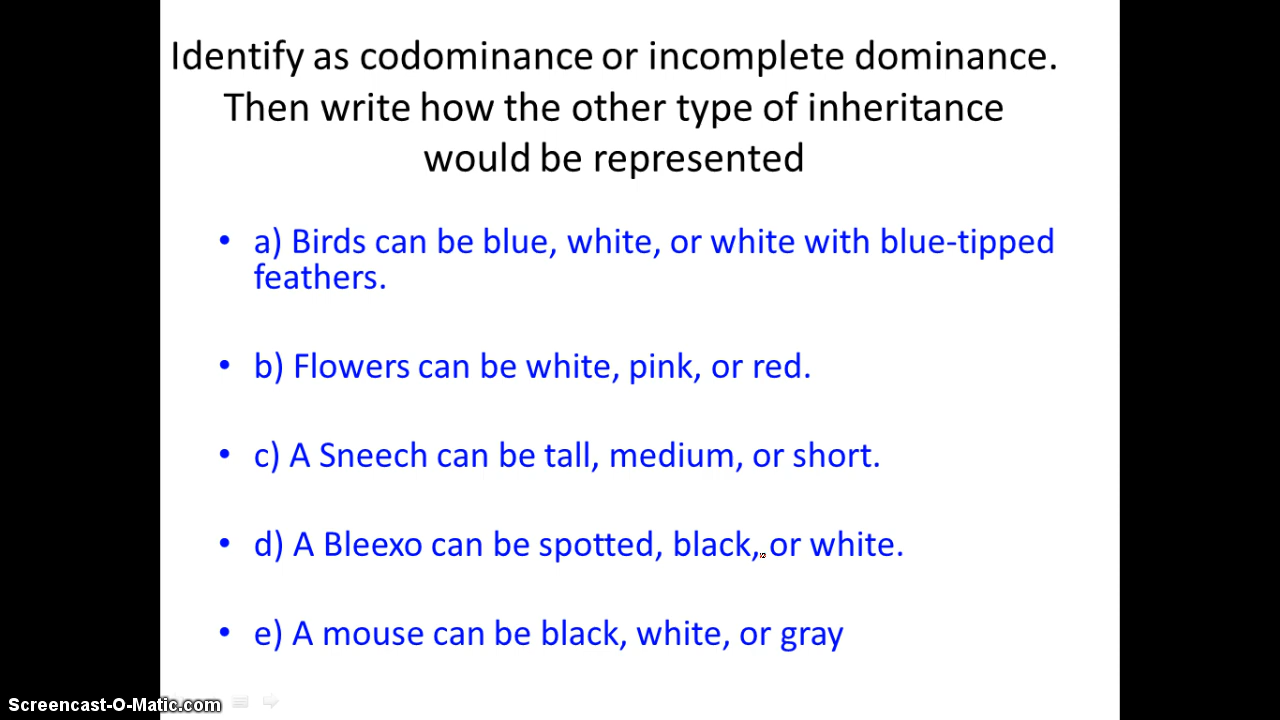 Identify as codominance or incomplete dominance.
Then write how the other type of inheritance
would be represented
• a) Birds can be blue, white, or white with blue-tipped
feathers.
• b) Flowers can be white, pink, or red.
• c) A Sneech can be tall, medium, or short.
• d) A Bleexo can be spotted, black, or white.
• e) A mouse can be black, white, or gray
Screencast-O-Matic.com